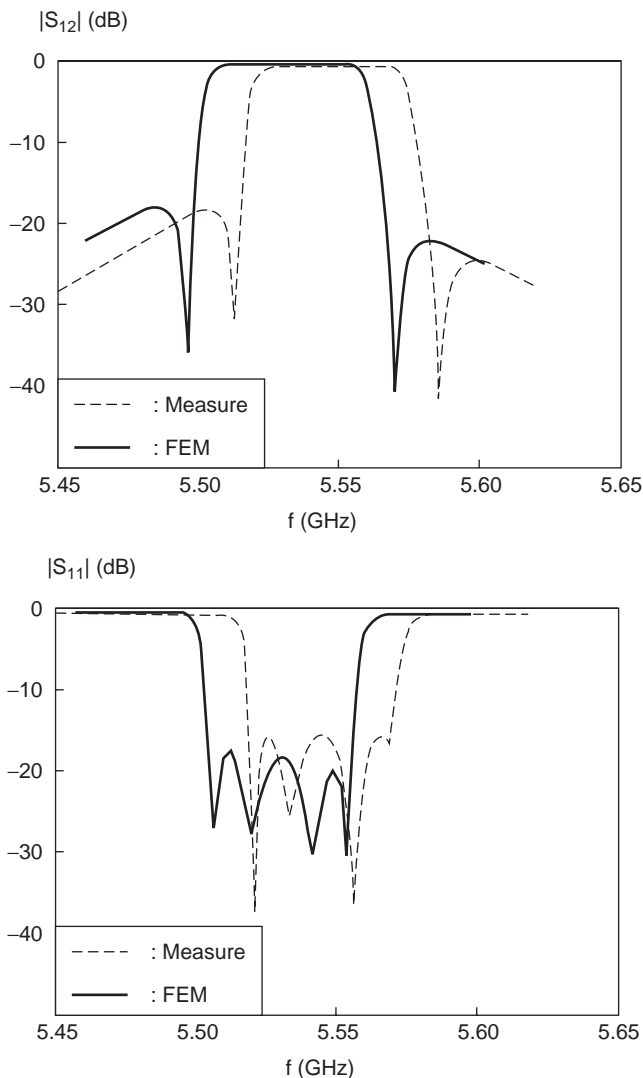 |S12| (dB)
0
–10
–20
–30
–40
: Measure
: FEM
5.45 5.50 5.55 5.60 5.65
f (GHz)
|S11| (dB)
0
–10
–20
–30
–40
: Measure
: FEM
5.45 5.50 5.55 5.60 5.65
f (GHz)